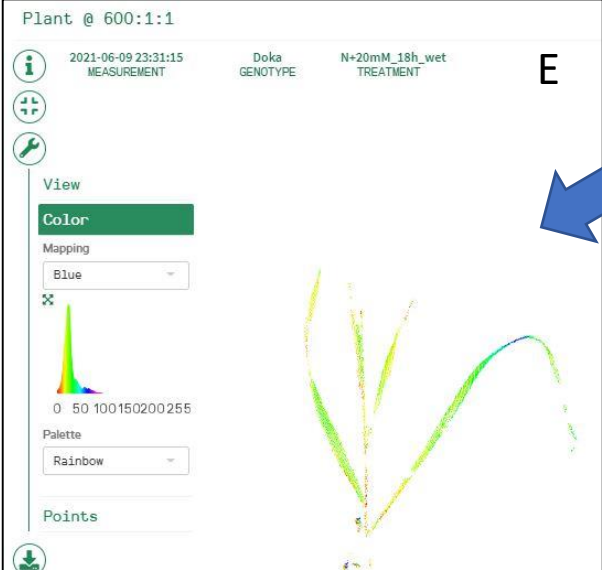 Plant @ 600:1:1
2021-06-09 23:31:15 Doka N+20mM_18h_wet E
MEASUREMENT GENOTYPE TREATMENT
i
View
Color
Mapping
Blue
0 50 100150200255
Palette
Rainbow
Points